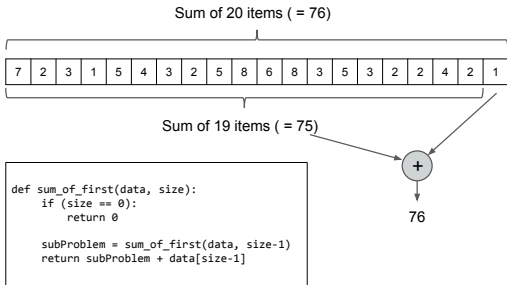 Sum of 20 items ( = 76)
7 2 3 1 5 4 3 2 5 8 6 8 3 5 3 2 2 4 2 1
Sum of 19 items ( = 75)
+
76
def sum_of_first(data, size):
    if (size == 0):
        return 0
    subProblem = sum_of_first(data, size-1)
    return subProblem + data[size-1]